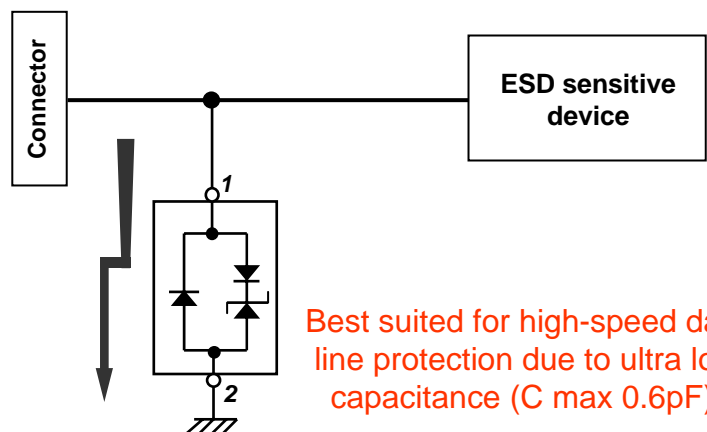 Connector
ESD sensitive
device
1
Best suited for high-speed da
line protection due to ultra lo
capacitance (C max 0.6pF)
2